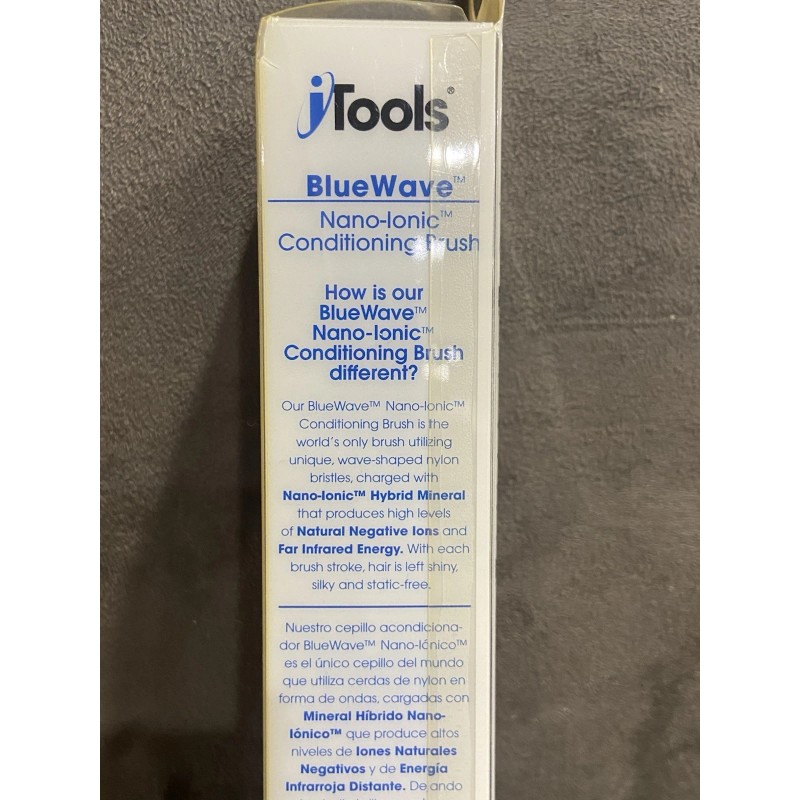 iTools®
BlueWave™
Nano-Ionic™
Conditioning Brush
How is our
BlueWave™
Nano-Ionic™
Conditioning Brush
different?
Our BlueWave™ Nano-Ionic™
Conditioning Brush is the
world's only brush utilizing
unique, wave-shaped nylon
bristles, charged with
Nano-Ionic™ Hybrid Mineral
that produces high levels
of Natural Negative Ions and
Far Infrared Energy. With each
brush stroke, hair is left shiny,
silky and static-free.
Nuestro cepillo acondiciona-
dor BlueWave™ Nano-Iónico™
es el único cepillo del mundo
que utiliza cerdas de nylon en
forma de ondas, cargadas con
Mineral Híbrido Nano-
Iónico™ que produce altos
niveles de Iones Naturales
Negativos y de Energía
Infrarroja Distante. Dejando